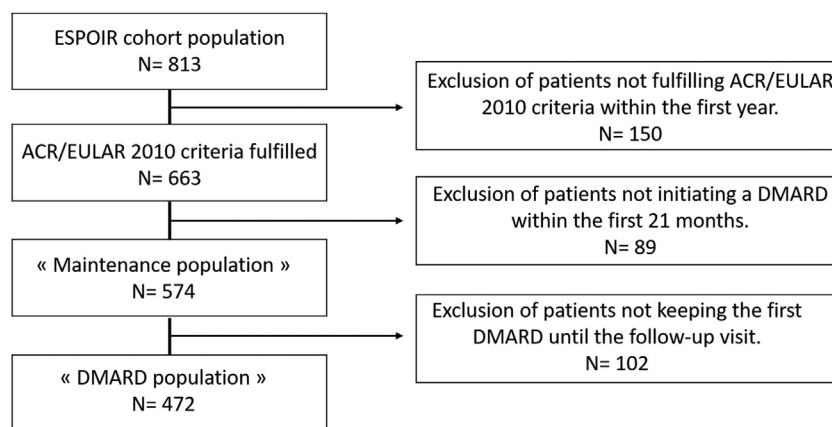 ESPOIR cohort population
N= 813
Exclusion of patients not fulfilling ACR/EULAR
2010 criteria within the first year.
N= 150
ACR/EULAR 2010 criteria fulfilled
N= 663
Exclusion of patients not initiating a DMARD
within the first 21 months.
N= 89
« Maintenance population »
N= 574
Exclusion of patients not keeping the first
DMARD until the follow-up visit.
N= 102
« DMARD population »
N= 472